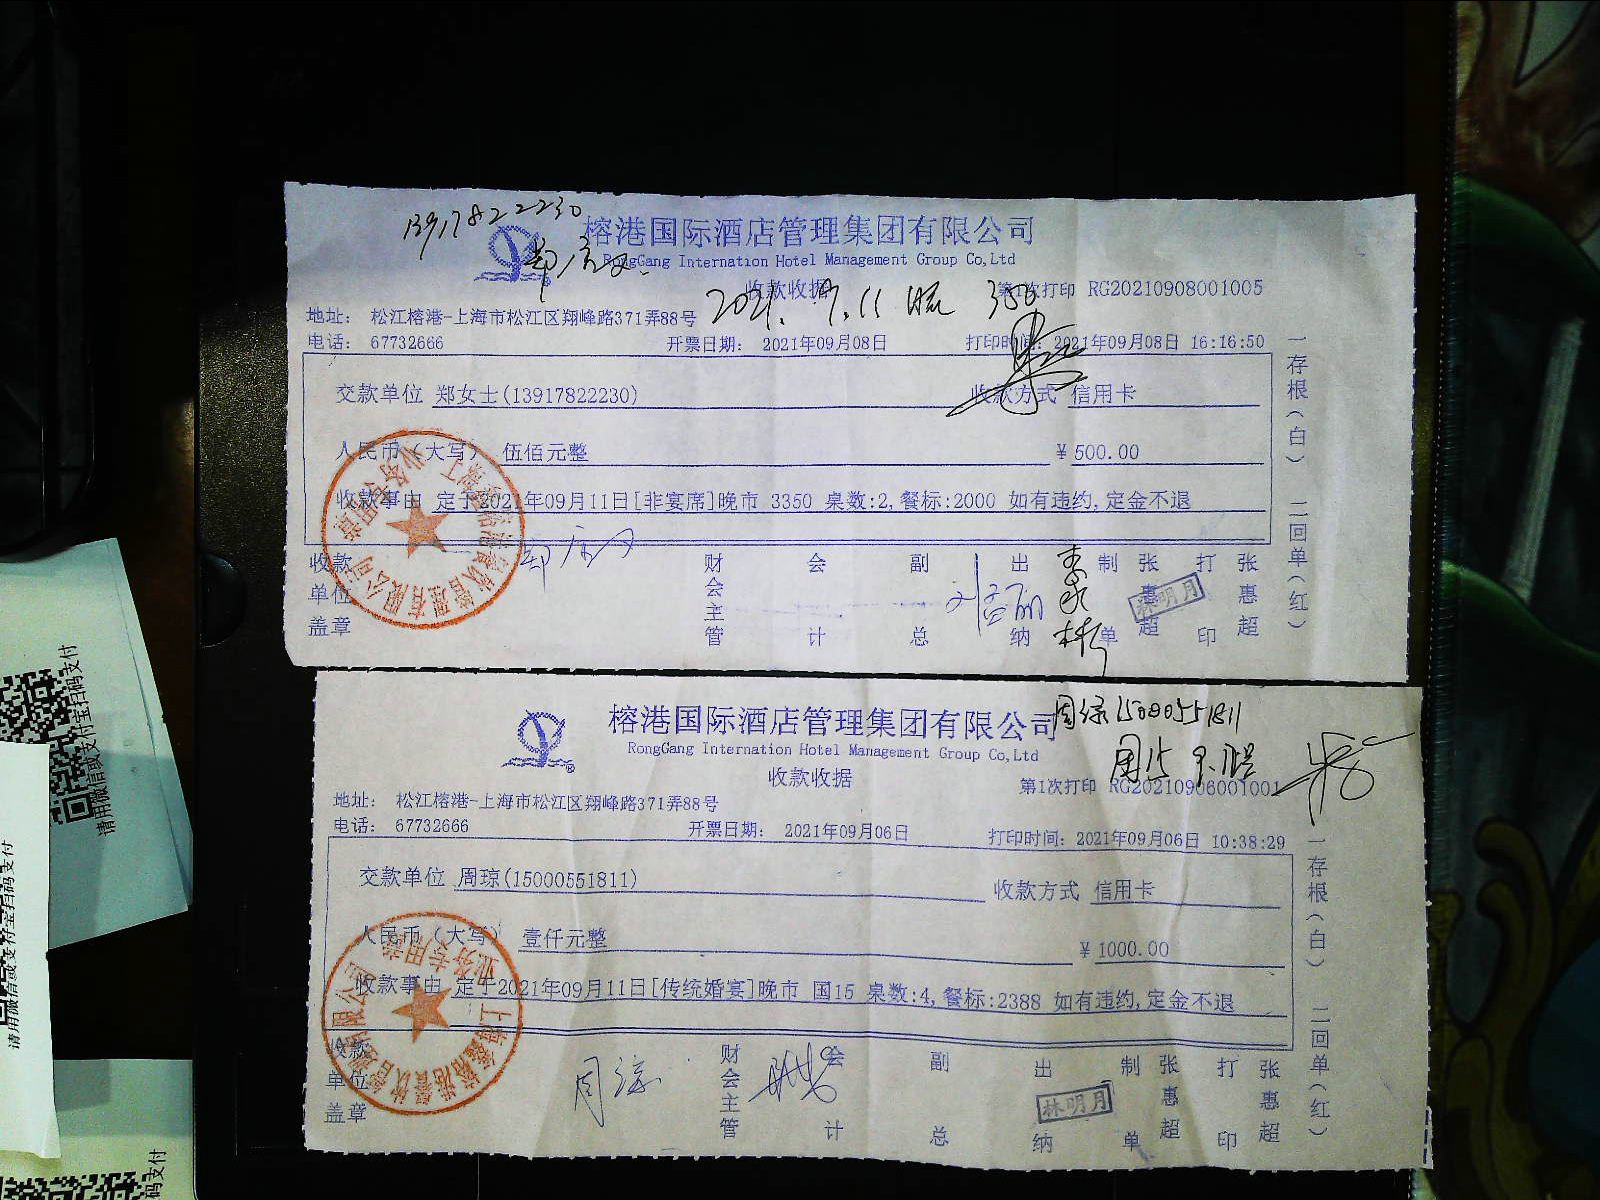 13917822230
榕港国际酒店管理集团有限公司
RongGang Internation Hotel Management Group Co,Ltd
收款收据
第1次打印 RG20210908001005
2021.9.11 晚 350
地址: 松江榕港-上海市松江区翔峰路371弄88号
电话: 67732666 开票日期: 2021年09月08日 打印时间: 2021年09月08日 16:16:50
交款单位 郑女士(13917822230) 收款方式 信用卡
人民币(大写) 伍佰元整 ¥500.00
收款事由 定于2021年09月11日[非宴席]晚市 3350 桌数:2,餐标:2000 如有违约,定金不退
收款单位盖章 财会主管 会计 副总 出纳 制单 张惠超 打印 张惠超
林明月
一存根(白) 二回单(红)
榕港国际酒店管理集团有限公司
RongGang Internation Hotel Management Group Co,Ltd
收款收据
第1次打印 RG20210906001001
地址: 松江榕港-上海市松江区翔峰路371弄88号
电话: 67732666 开票日期: 2021年09月06日 打印时间: 2021年09月06日 10:38:29
交款单位 周琼(15000551811) 收款方式 信用卡
人民币(大写) 壹仟元整 ¥1000.00
收款事由 定于2021年09月11日[传统婚宴]晚市 国15 桌数:4,餐标:2388 如有违约,定金不退
收款单位盖章 周琼 财会主管 会计 副总 出纳 制单 张惠超 打印 张惠超
林明月
一存根(白) 二回单(红)
请用微信或支付宝扫码支付
请用微信或支付宝扫码支付
码支付